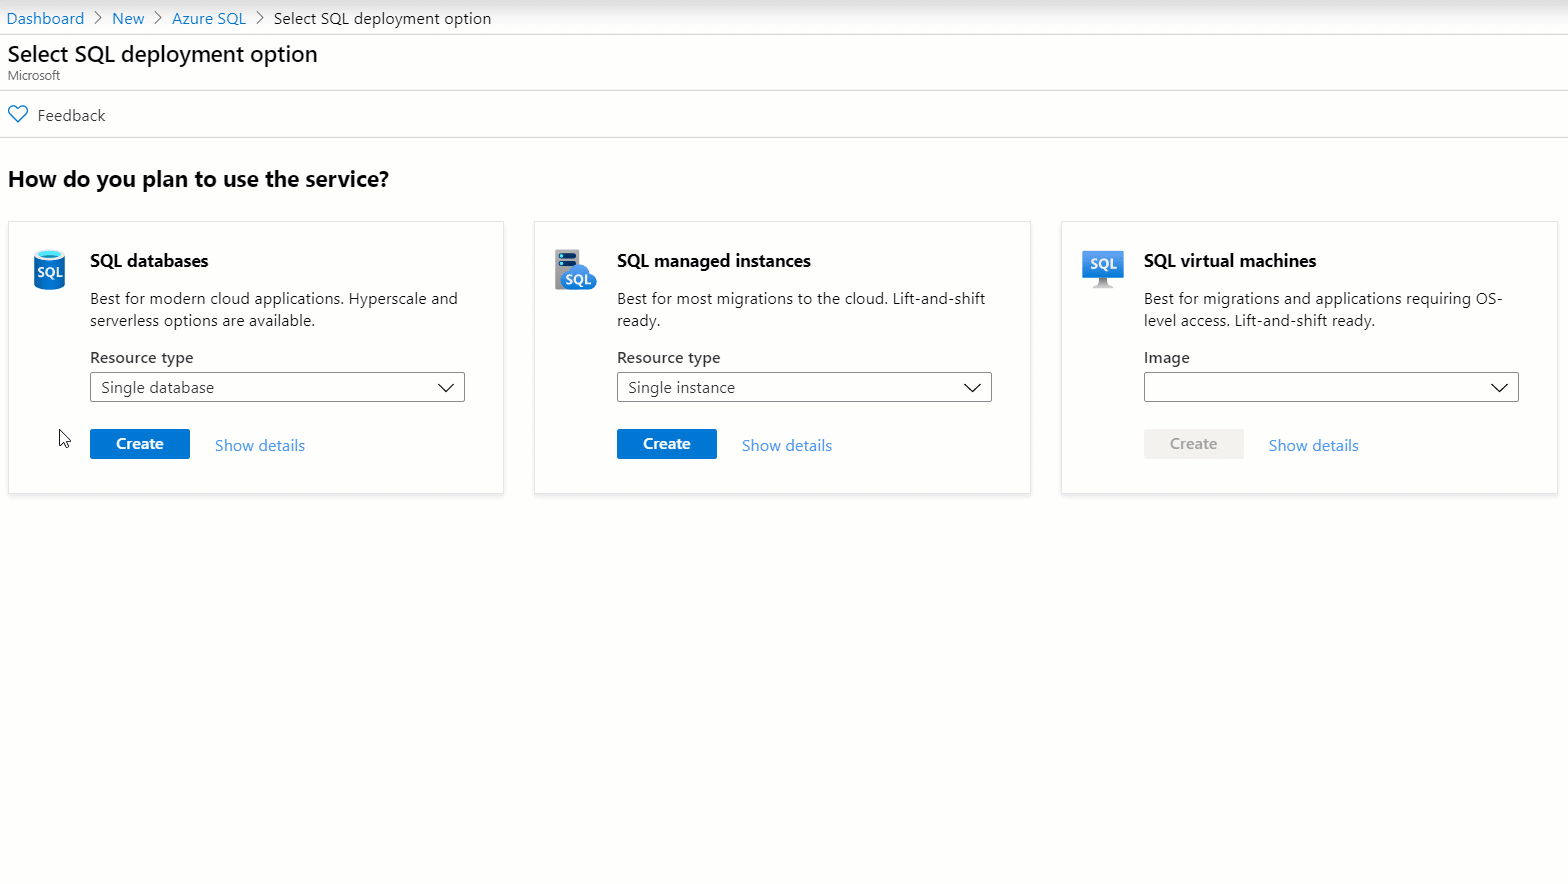 Dashboard > New > Azure SQL > Select SQL deployment option
Select SQL deployment option
Microsoft
Feedback
How do you plan to use the service?
SQL
SQL databases
Best for modern cloud applications. Hyperscale and
serverless options are available.
Resource type
Single database
Create Show details
SQL
SQL managed instances
Best for most migrations to the cloud. Lift-and-shift
ready.
Resource type
Single instance
Create Show details
SQL
SQL virtual machines
Best for migrations and applications requiring OS-
level access. Lift-and-shift ready.
Image
Create Show details